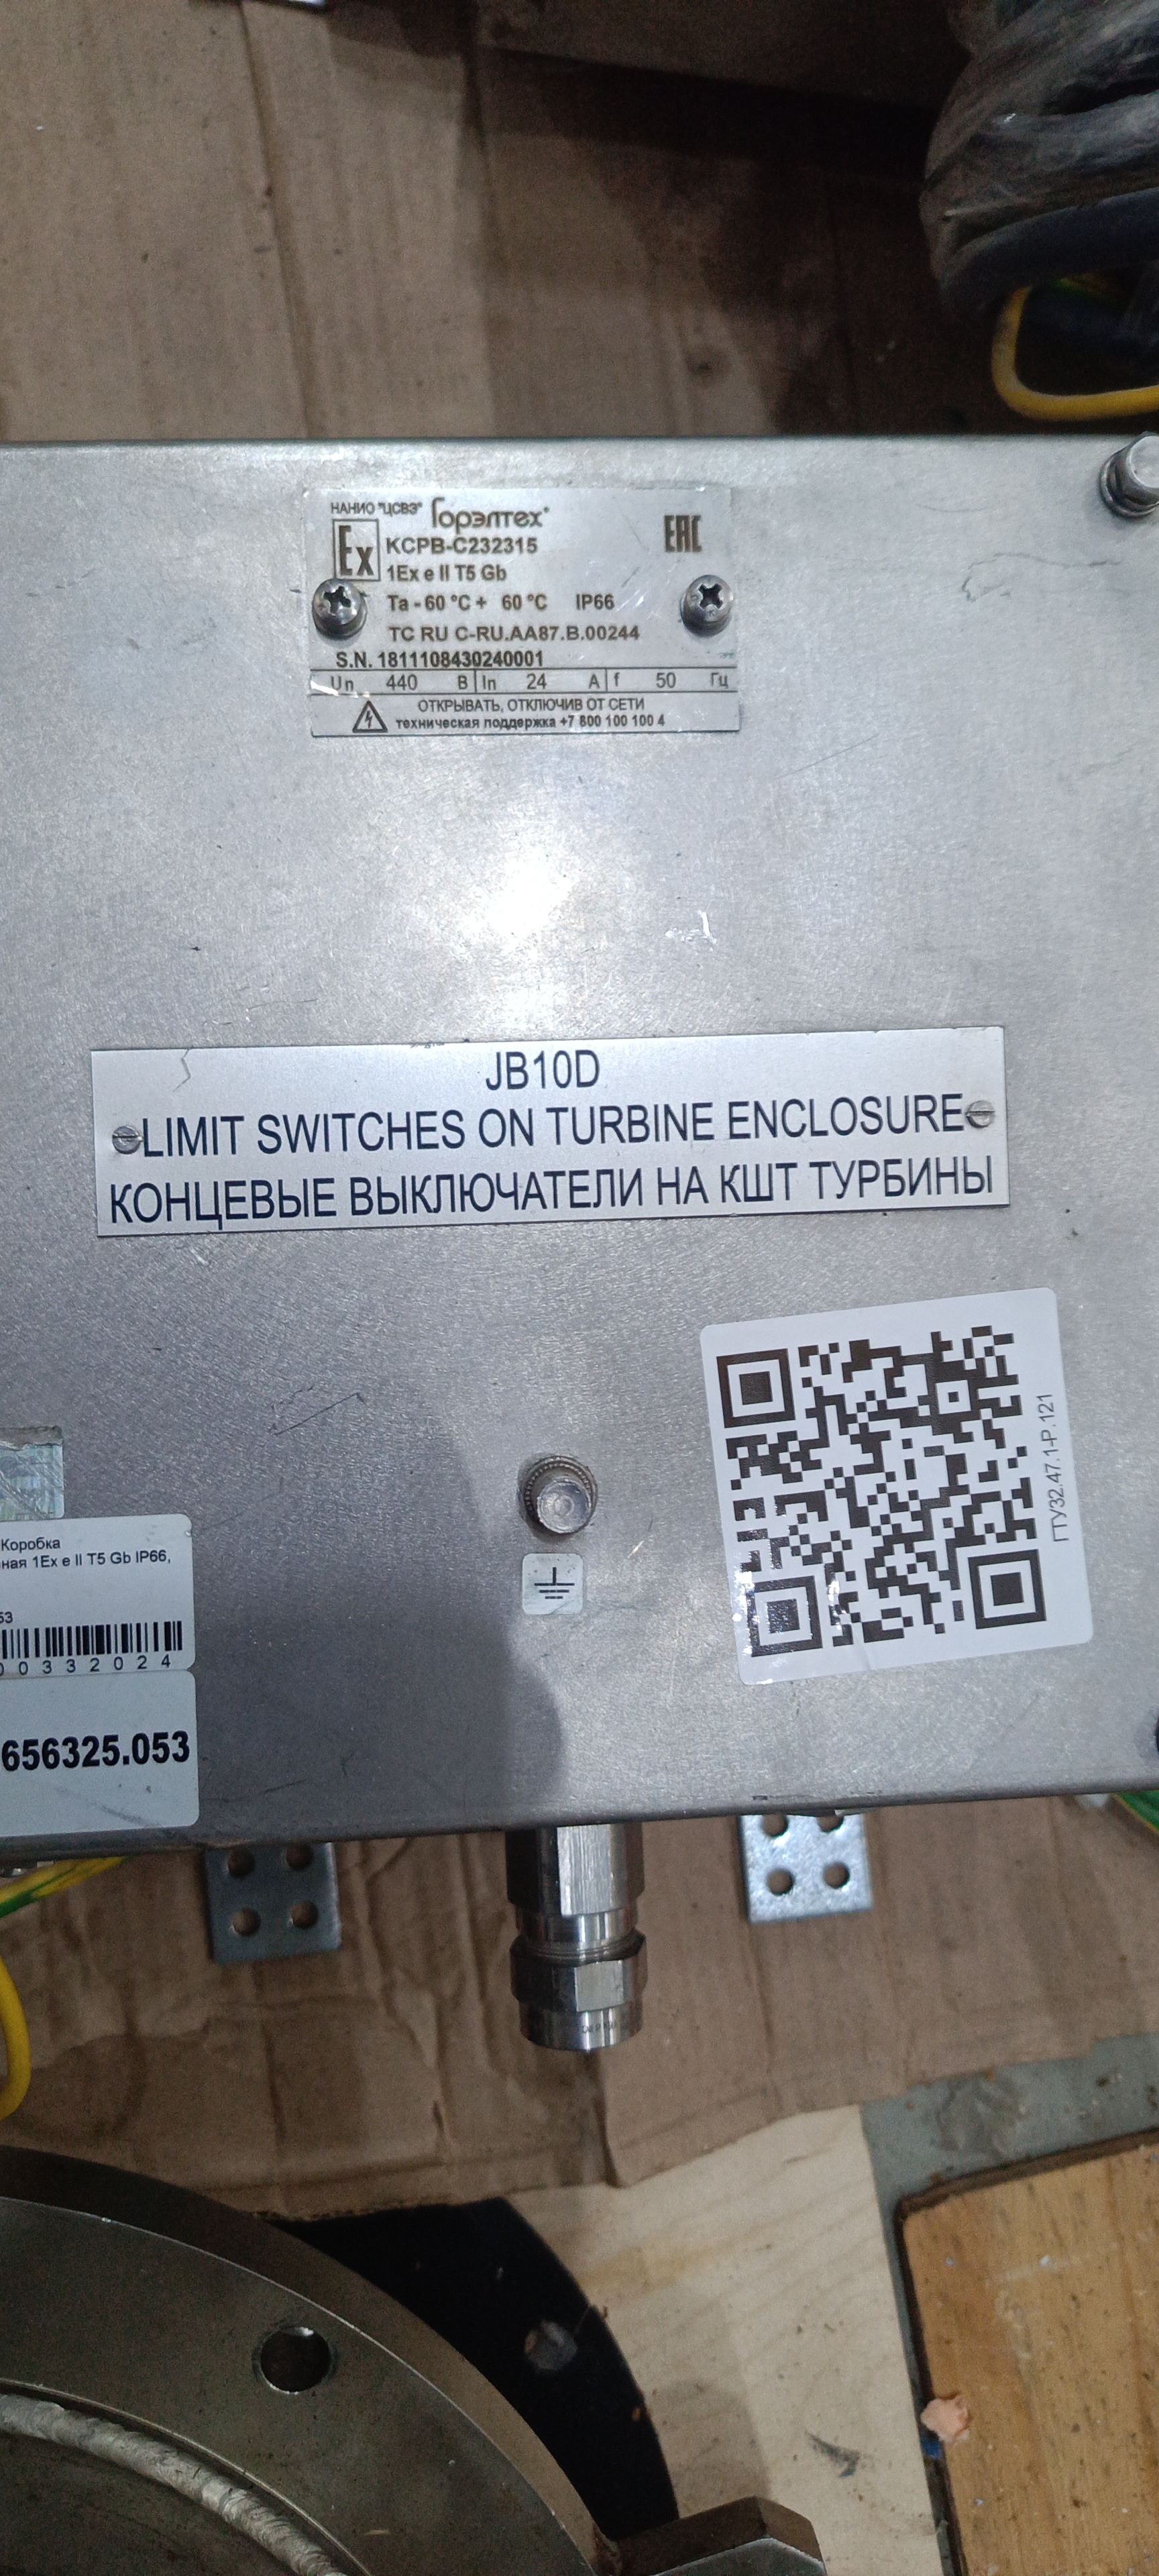 НАНИО "ЦСВЭ" Горэлтех®
Ex
EAC
КСРВ-С232315
1Ex e II T5 Gb
Ta - 60 °C + 60 °C IP66
TC RU C-RU.AA87.B.00244
S.N. 1811108430240001
Un 440 В In 24 А f 50 Гц
ОТКРЫВАТЬ, ОТКЛЮЧИВ ОТ СЕТИ
техническая поддержка +7 800 100 100 4
JB10D
LIMIT SWITCHES ON TURBINE ENCLOSURE
КОНЦЕВЫЕ ВЫКЛЮЧАТЕЛИ НА КШТ ТУРБИНЫ
ГТУ32.47.1-Р.121
Коробка
ная 1Ex e II T5 Gb IP66,
53
0332024
656325.053